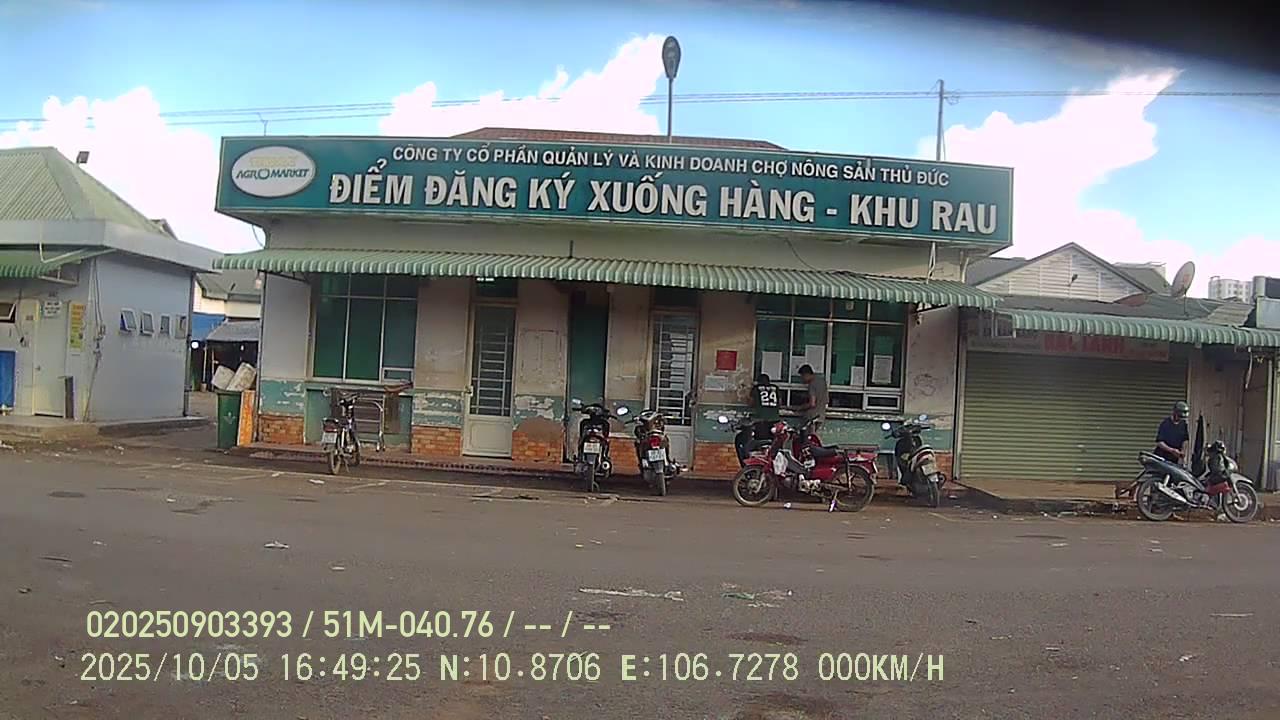 CÔNG TY CỔ PHẦN QUẢN LÝ VÀ KINH DOANH CHỢ NÔNG SẢN THỦ ĐỨC
AGROMARKET
ĐIỂM ĐĂNG KÝ XUỐNG HÀNG - KHU RAU
24
020250903393 / 51M-040.76 / -- / --
2025/10/05 16:49:25 N:10.8706 E:106.7278 000KM/H